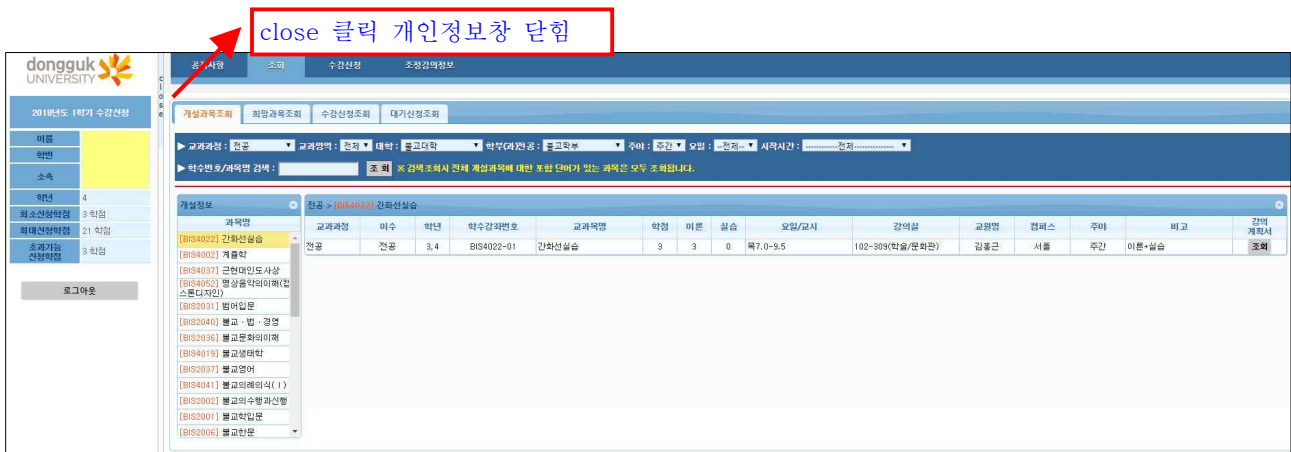 close 클릭 개인정보창 닫힘
dongguk
UNIVERSITY
close
공지사항 조회 수강신청 조정강의정보
2018년도 1학기 수강신청
이름
학번
소속
학년 4
최소신청학점 3 학점
최대신청학점 21 학점
초과가능
신청학점 3 학점
로그아웃
개설과목조회 희망과목조회 수강신청조회 대기신청조회
▶ 교과과정 : 전공 ▼ 교과영역 : 전체 ▼ 대학 : 불교대학 ▼ 학부(과)전공 : 불교학부 ▼ 주야 : 주간 ▼ 요일 : --전체-- ▼ 시작시간 : ------------전체--------------- ▼
▶ 학수번호/과목명 검색 : 조 회 ※ 검색조회시 전체 개설과목에 대한 포함 단어가 있는 과목은 모두 조회됩니다.
개설정보
과목명
[BIS4022] 간화선실습
[BIS4002] 계율학
[BIS4037] 근현대인도사상
[BIS4052] 명상음악의이해(캡
스톤디자인)
[BIS2031] 범어입문
[BIS2040] 불교 · 법 · 경영
[BIS2036] 불교문화의이해
[BIS4019] 불교생태학
[BIS2037] 불교영어
[BIS4041] 불교의례의식(Ⅰ)
[BIS2002] 불교의수행과신행
[BIS2001] 불교학입문
[BIS2006] 불교한문
전공 > [BIS4022] 간화선실습
교과과정 이수 학년 학수강좌번호 교과목명 학점 이론 실습 요일/교시 강의실 교원명 캠퍼스 주야 비고 강의
계획서
전공 전공 3, 4 BIS4022-01 간화선실습 3 3 0 목7.0-9.5 102-309(학술/문화관) 김홍근 서울 주간 이론+실습 조회